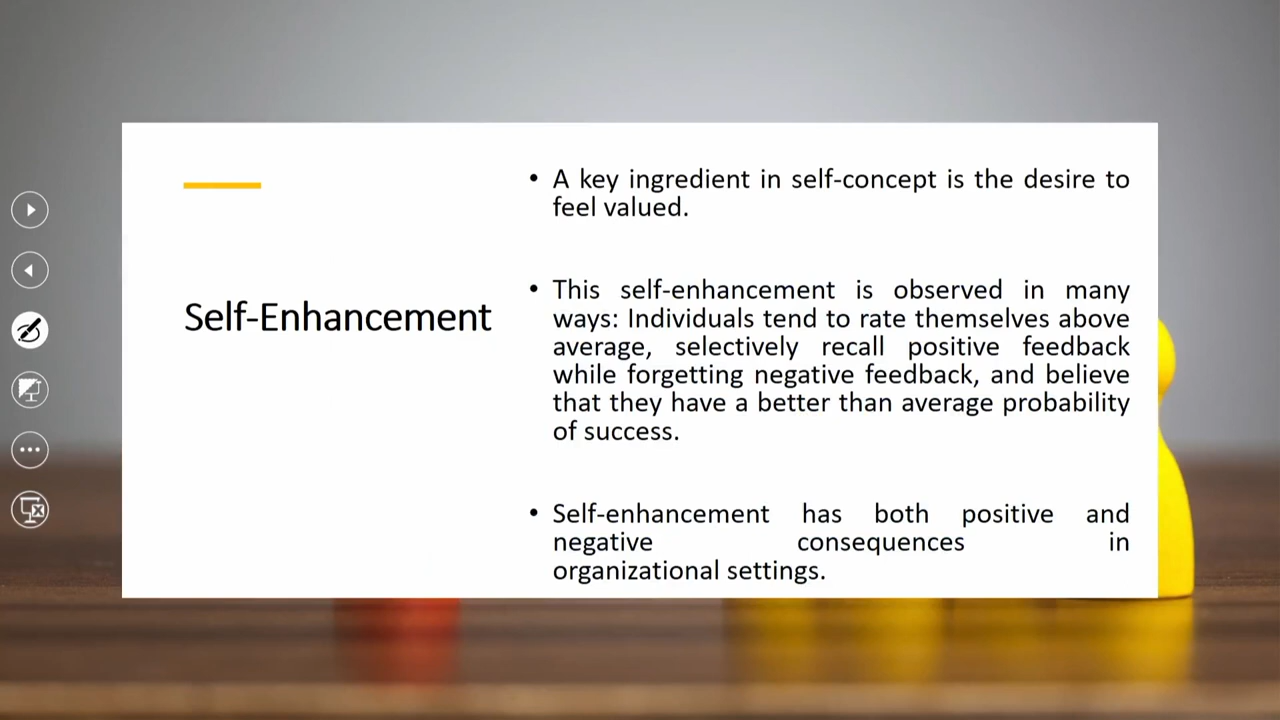 Self-Enhancement
• A key ingredient in self-concept is the desire to
feel valued.
• This self-enhancement is observed in many
ways: Individuals tend to rate themselves above
average, selectively recall positive feedback
while forgetting negative feedback, and believe
that they have a better than average probability
of success.
• Self-enhancement has both positive and
negative consequences in
organizational settings.